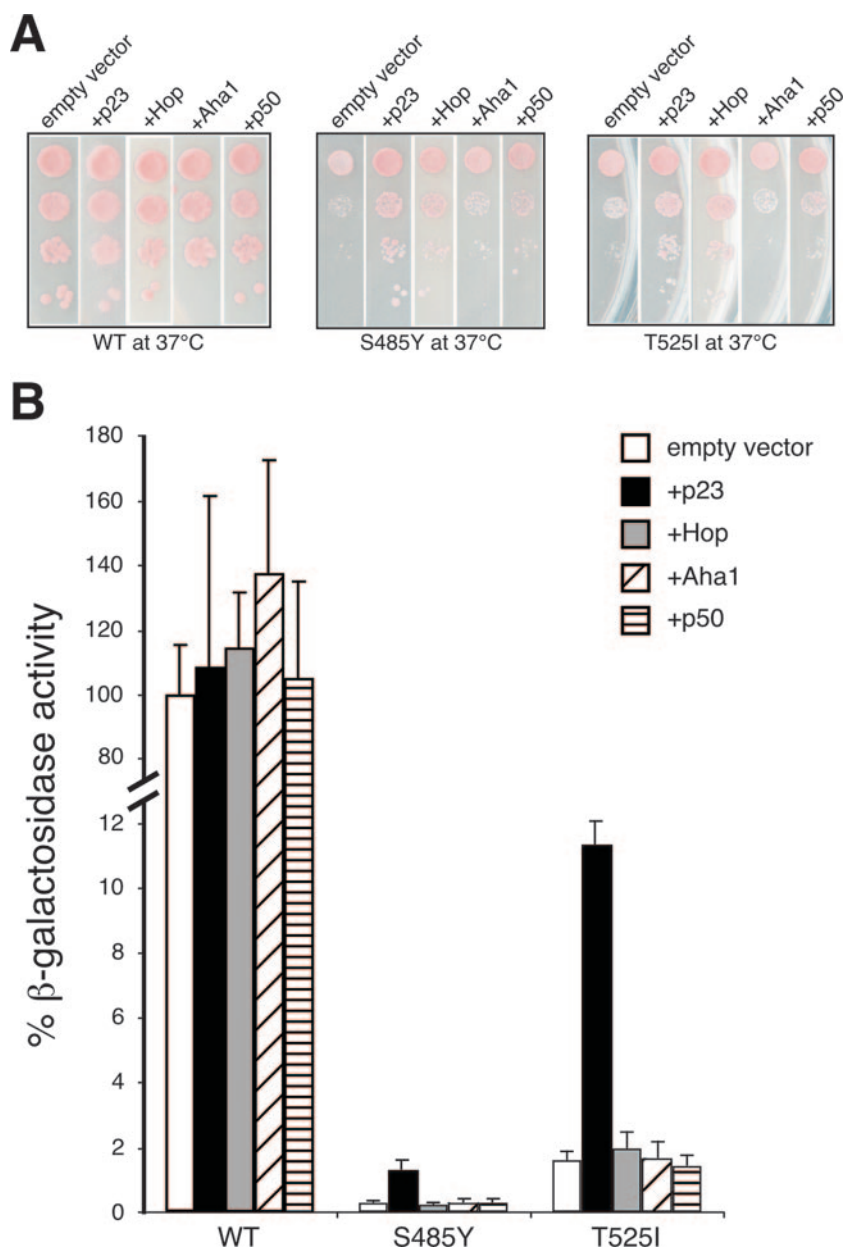 A
empty vector +p23 +Hop +Aha1 +p50
empty vector +p23 +Hop +Aha1 +p50
empty vector +p23 +Hop +Aha1 +p50
WT at 37°C
S485Y at 37°C
T525I at 37°C
B
% β-galactosidase activity
180
160
140
120
100
80
12
10
8
6
4
2
0
empty vector
+p23
+Hop
+Aha1
+p50
WT
S485Y
T525I